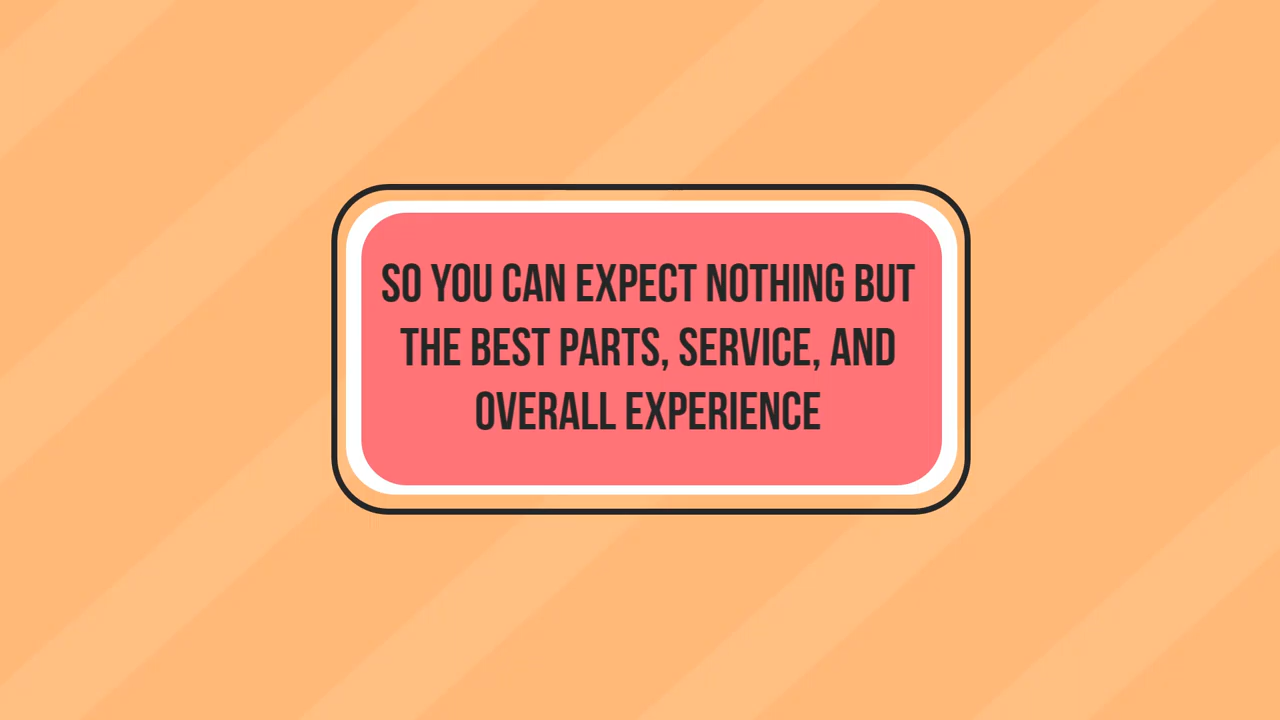 SO YOU CAN EXPECT NOTHING BUT
THE BEST PARTS, SERVICE, AND
OVERALL EXPERIENCE